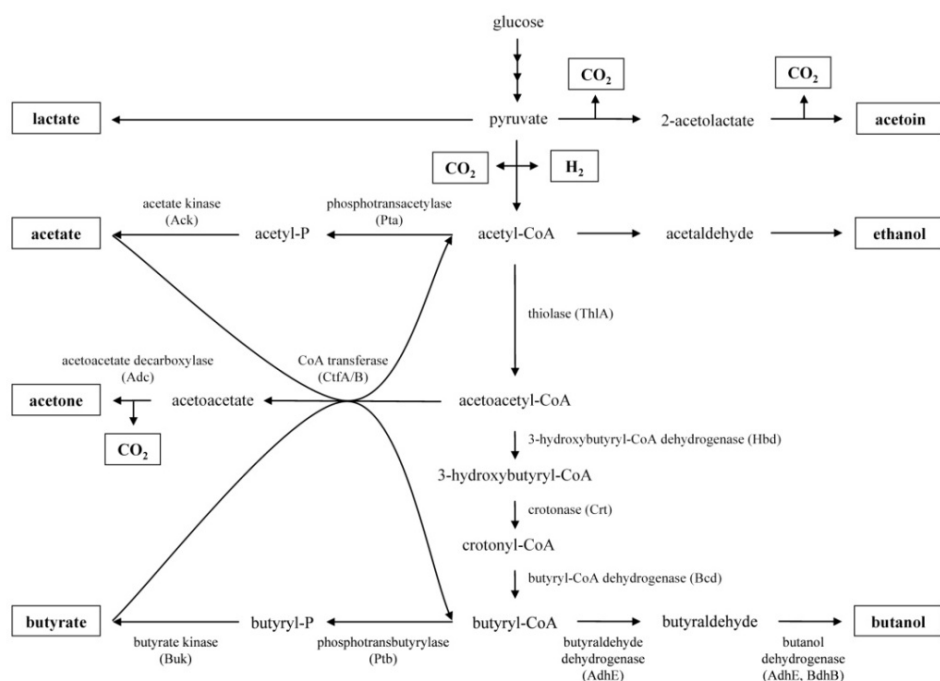 glucose
CO2
CO2
lactate
pyruvate
2-acetolactate
acetoin
CO2
H2
acetate kinase
(Ack)
phosphotransacetylase
(Pta)
acetate
acetyl-P
acetyl-CoA
acetaldehyde
ethanol
thiolase (ThlA)
acetoacetate decarboxylase
(Adc)
CoA transferase
(CtfA/B)
acetone
acetoacetate
acetoacetyl-CoA
CO2
3-hydroxybutyryl-CoA dehydrogenase (Hbd)
3-hydroxybutyryl-CoA
crotonase (Crt)
crotonyl-CoA
butyryl-CoA dehydrogenase (Bcd)
butyrate
butyryl-P
butyryl-CoA
butyraldehyde
butanol
butyrate kinase
(Buk)
phosphotransbutyrylase
(Ptb)
butyraldehyde
dehydrogenase
(AdhE)
butanol
dehydrogenase
(AdhE, BdhB)